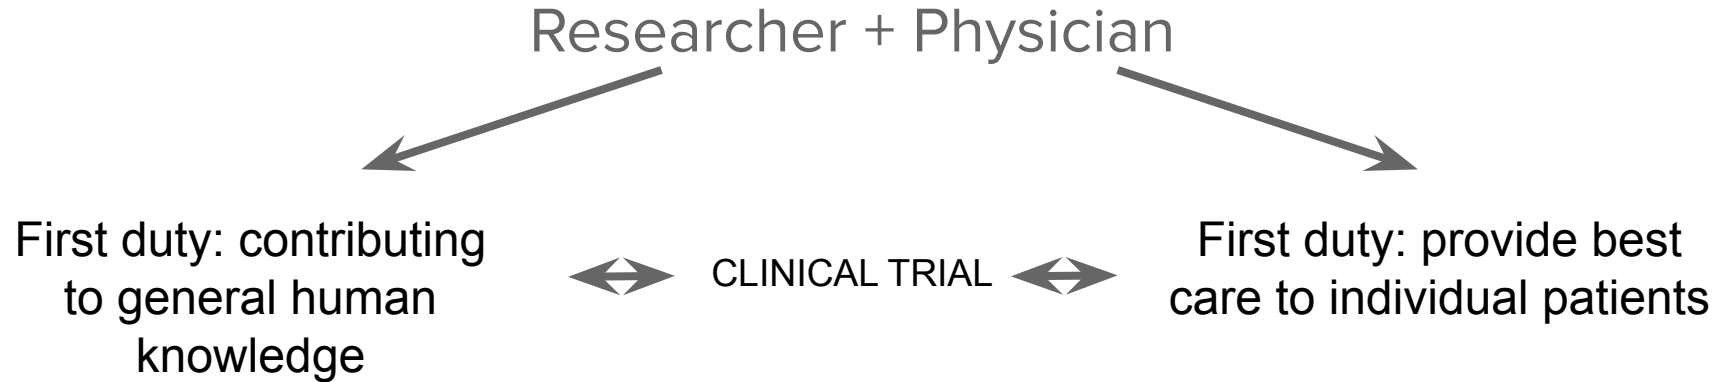 Researcher + Physician
First duty: contributing
to general human
knowledge
CLINICAL TRIAL
First duty: provide best
care to individual patients